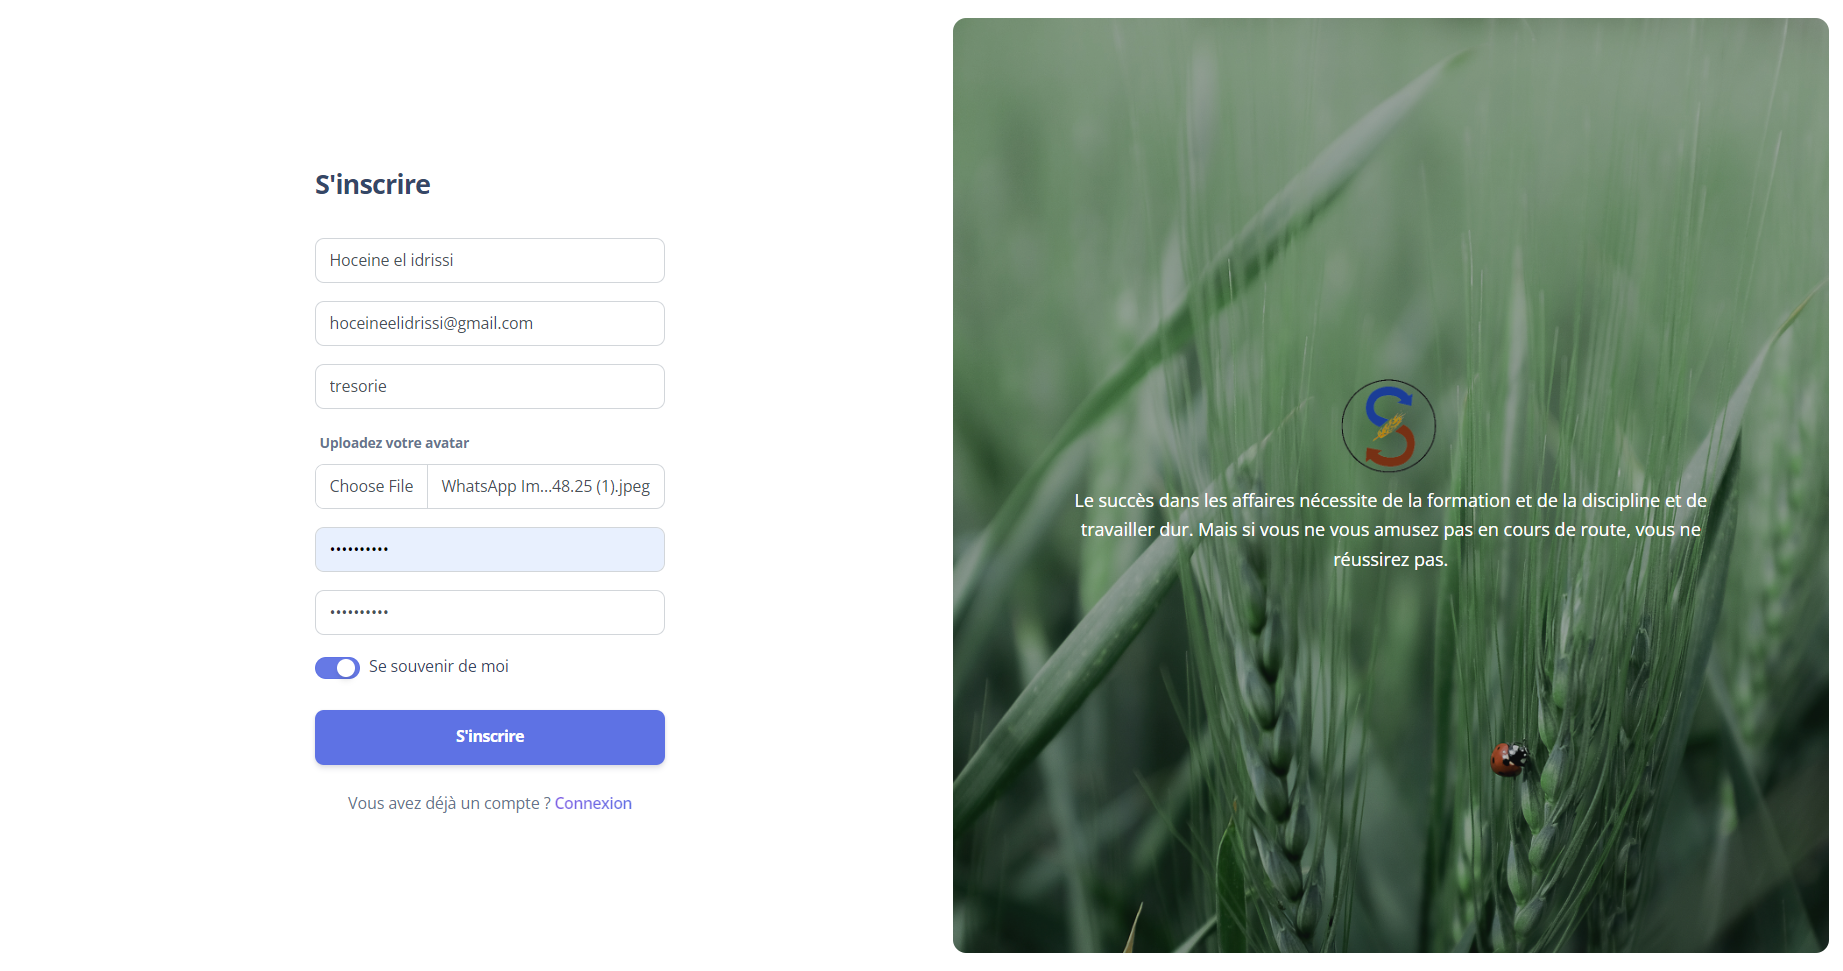 S'inscrire
Hoceine el idrissi
hoceineelidrissi@gmail.com
tresorie
Uploadez votre avatar
Choose File WhatsApp Im...48.25 (1).jpeg
••••••••••
••••••••••
Se souvenir de moi
S'inscrire
Vous avez déjà un compte ? Connexion
Le succès dans les affaires nécessite de la formation et de la discipline et de
travailler dur. Mais si vous ne vous amusez pas en cours de route, vous ne
réussirez pas.